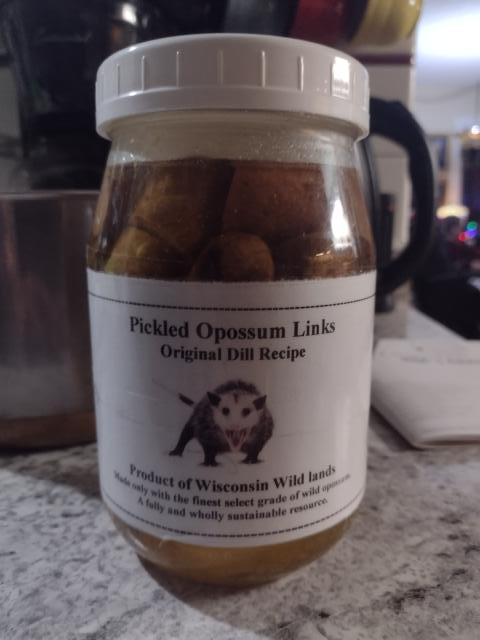 Pickled Opossum Links
Original Dill Recipe
Product of Wisconsin Wild lands
Made only with the finest select grade of wild opossum.
A fully and wholly sustainable resource.